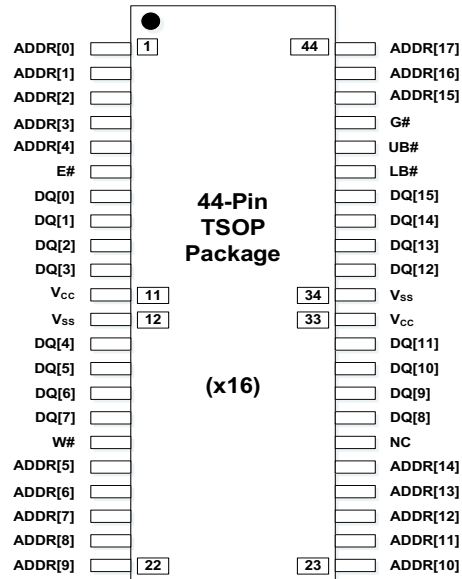 1 44
ADDR[0] ADDR[17]
ADDR[1] ADDR[16]
ADDR[2] ADDR[15]
ADDR[3] G#
ADDR[4] UB#
E# LB#
DQ[0] DQ[15]
DQ[1] DQ[14]
DQ[2] DQ[13]
DQ[3] DQ[12]
44-Pin
TSOP
Package
VCC 11 34 VSS
VSS 12 33 VCC
DQ[4] DQ[11]
DQ[5] DQ[10]
DQ[6] (x16) DQ[9]
DQ[7] DQ[8]
W# NC
ADDR[5] ADDR[14]
ADDR[6] ADDR[13]
ADDR[7] ADDR[12]
ADDR[8] ADDR[11]
ADDR[9] 22 23 ADDR[10]